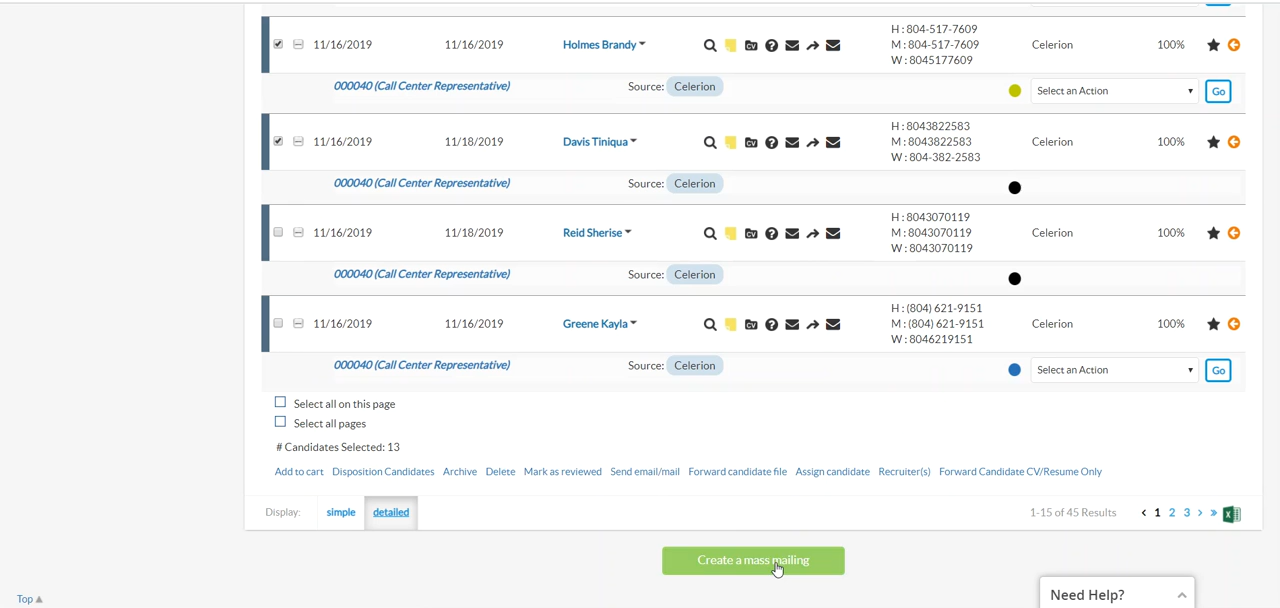 H : 804-517-7609
11/16/2019 11/16/2019 Holmes Brandy CV ? M : 804-517-7609 Celerion 100%
W : 8045177609
000040 (Call Center Representative) Source: Celerion Select an Action Go
H : 8043822583
11/16/2019 11/18/2019 Davis Tiniqua CV ? M : 8043822583 Celerion 100%
W : 804-382-2583
000040 (Call Center Representative) Source: Celerion
H : 8043070119
11/16/2019 11/18/2019 Reid Sherise CV ? M : 8043070119 Celerion 100%
W : 8043070119
000040 (Call Center Representative) Source: Celerion
H : (804) 621-9151
11/16/2019 11/16/2019 Greene Kayla CV ? M : (804) 621-9151 Celerion 100%
W : 8046219151
000040 (Call Center Representative) Source: Celerion Select an Action Go
Select all on this page
Select all pages
# Candidates Selected: 13
Add to cart Disposition Candidates Archive Delete Mark as reviewed Send email/mail Forward candidate file Assign candidate Recruiter(s) Forward Candidate CV/Resume Only
Display: simple detailed 1-15 of 45 Results ‹ 1 2 3 › »
Create a mass mailing
Need Help?
Top